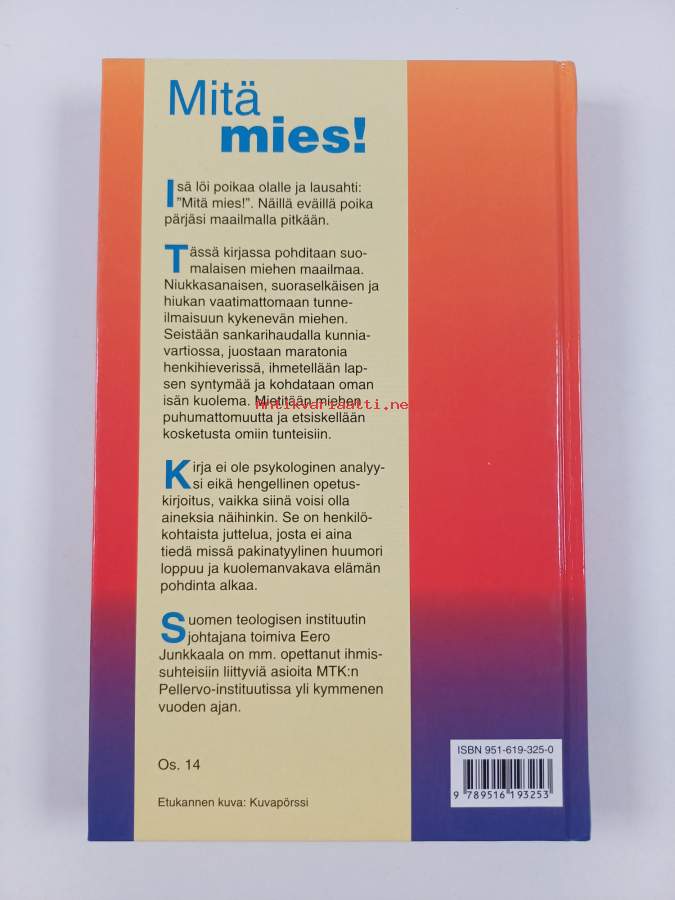 Mitä
mies!
Isä löi poikaa olalle ja lausahti:
”Mitä mies!”. Näillä eväillä poika
pärjäsi maailmalla pitkään.
Tässä kirjassa pohditaan suo-
malaisen miehen maailmaa.
Niukkasanaisen, suoraselkäisen ja
hiukan vaatimattomaan tunne-
ilmaisuun kykenevän miehen.
Seistään sankarihaudalla kunnia-
vartiossa, juostaan maratonia
henkihieverissä, ihmetellään lap-
sen syntymää ja kohdataan oman
isän kuolema. Mietitään miehen
puhumattomuutta ja etsiskellään
kosketusta omiin tunteisiin.
Antikvariaatti.net
Kirja ei ole psykologinen analyy-
si eikä hengellinen opetus-
kirjoitus, vaikka siinä voisi olla
aineksia näihinkin. Se on henkilö-
kohtaista juttelua, josta ei aina
tiedä missä pakinatyylinen huumori
loppuu ja kuolemanvakava elämän
pohdinta alkaa.
Suomen teologisen instituutin
johtajana toimiva Eero
Junkkaala on mm. opettanut ihmis-
suhteisiin liittyviä asioita MTK:n
Pellervo-instituutissa yli kymmenen
vuoden ajan.
Os. 14
Etukannen kuva: Kuvapörssi
ISBN 951-619-325-0
9 789516 193253